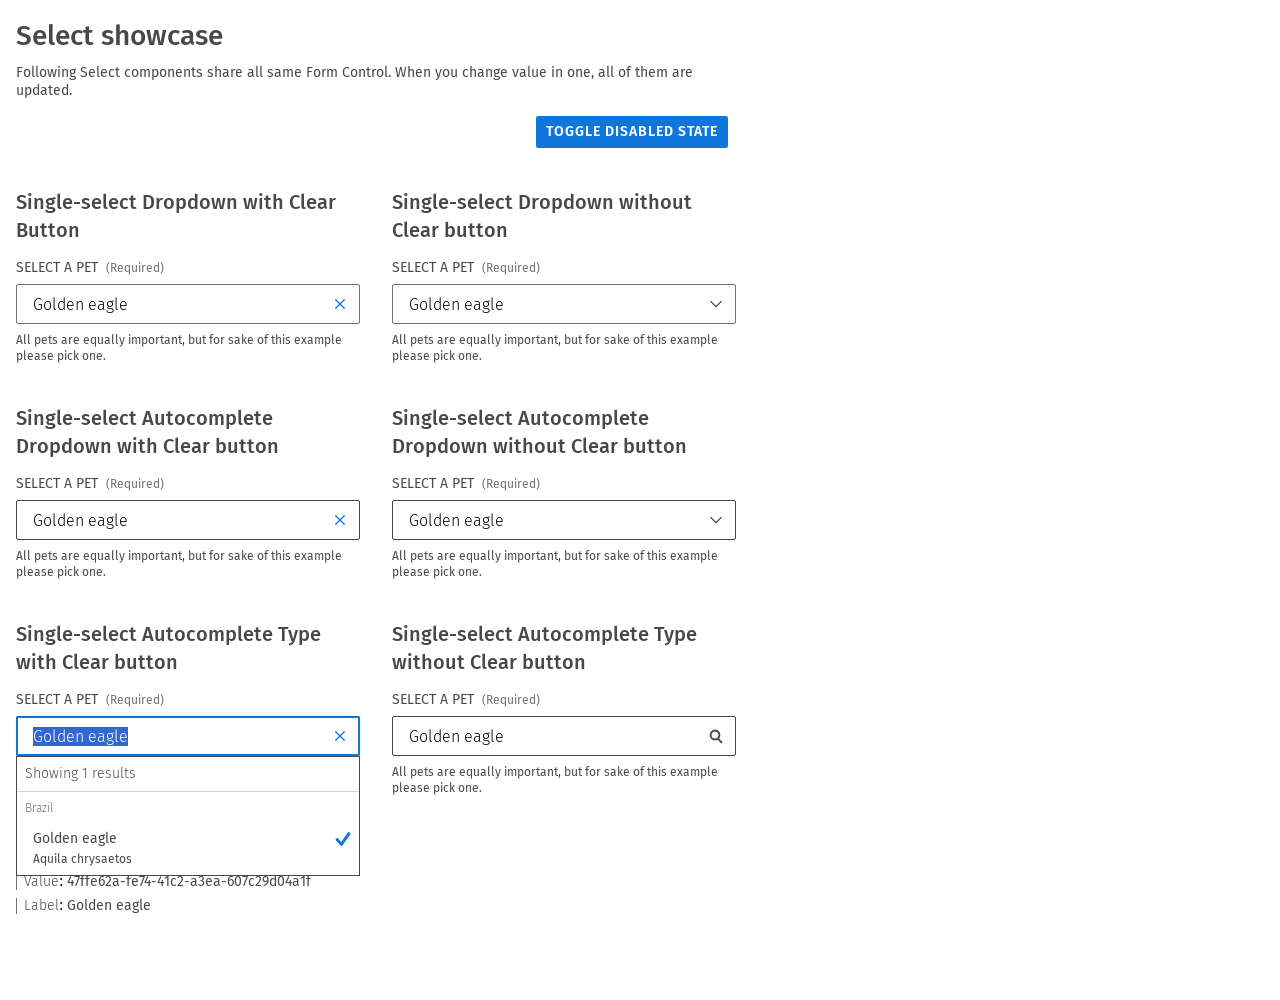 Select showcase
Following Select components share all same Form Control. When you change value in one, all of them are
updated.
TOGGLE DISABLED STATE
Single-select Dropdown with Clear
Button
SELECT A PET (Required)
Golden eagle
All pets are equally important, but for sake of this example
please pick one.
Single-select Dropdown without
Clear button
SELECT A PET (Required)
Golden eagle
All pets are equally important, but for sake of this example
please pick one.
Single-select Autocomplete
Dropdown with Clear button
SELECT A PET (Required)
Golden eagle
All pets are equally important, but for sake of this example
please pick one.
Single-select Autocomplete
Dropdown without Clear button
SELECT A PET (Required)
Golden eagle
All pets are equally important, but for sake of this example
please pick one.
Single-select Autocomplete Type
with Clear button
SELECT A PET (Required)
Golden eagle
Showing 1 results
Brazil
Golden eagle
Aquila chrysaetos
Single-select Autocomplete Type
without Clear button
SELECT A PET (Required)
Golden eagle
All pets are equally important, but for sake of this example
please pick one.
Value: 47ffe62a-fe74-41c2-a3ea-607c29d04a1f
Label: Golden eagle